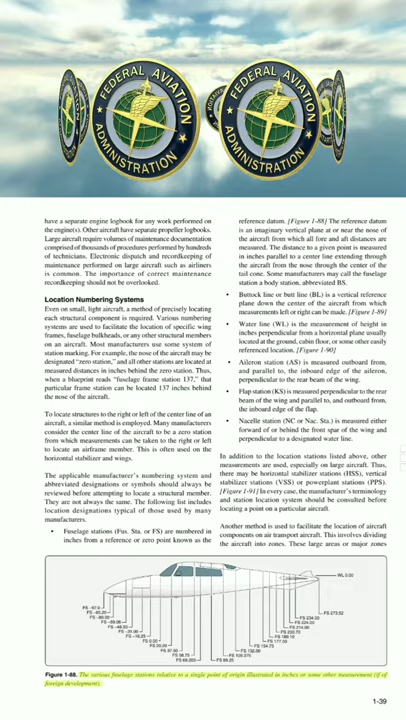 FEDERAL AVIATION
ADMINISTRATION
FEDERAL AVIATION
ADMINISTRATION
have a separate engine logbook for any work performed on
the engine(s). Other aircraft have separate propeller logbooks.
Large aircraft require volumes of maintenance documentation
comprised of thousands of procedures performed by hundreds
of technicians. Electronic dispatch and recordkeeping of
maintenance performed on large aircraft such as airliners
is common. The importance of correct maintenance
recordkeeping should not be overlooked.
Location Numbering Systems
Even on small, light aircraft, a method of precisely locating
each structural component is required. Various numbering
systems are used to facilitate the location of specific wing
frames, fuselage bulkheads, or any other structural members
on an aircraft. Most manufacturers use some system of
station marking. For example, the nose of the aircraft may be
designated “zero station,” and all other stations are located at
measured distances in inches behind the zero station. Thus,
when a blueprint reads “fuselage frame station 137,” that
particular frame station can be located 137 inches behind
the nose of the aircraft.
To locate structures to the right or left of the center line of an
aircraft, a similar method is employed. Many manufacturers
consider the center line of the aircraft to be a zero station
from which measurements can be taken to the right or left
to locate an airframe member. This is often used on the
horizontal stabilizer and wings.
The applicable manufacturer’s numbering system and
abbreviated designations or symbols should always be
reviewed before attempting to locate a structural member.
They are not always the same. The following list includes
location designations typical of those used by many
manufacturers.
• Fuselage stations (Fus. Sta. or FS) are numbered in
inches from a reference or zero point known as the
reference datum. [Figure 1-88] The reference datum
is an imaginary vertical plane at or near the nose of
the aircraft from which all fore and aft distances are
measured. The distance to a given point is measured
in inches parallel to a center line extending through
the aircraft from the nose through the center of the
tail cone. Some manufacturers may call the fuselage
station a body station, abbreviated BS.
• Buttock line or butt line (BL) is a vertical reference
plane down the center of the aircraft from which
measurements left or right can be made. [Figure 1-89]
• Water line (WL) is the measurement of height in
inches perpendicular from a horizontal plane usually
located at the ground, cabin floor, or some other easily
referenced location. [Figure 1-90]
• Aileron station (AS) is measured outboard from,
and parallel to, the inboard edge of the aileron,
perpendicular to the rear beam of the wing.
• Flap station (KS) is measured perpendicular to the rear
beam of the wing and parallel to, and outboard from,
the inboard edge of the flap.
• Nacelle station (NC or Nac. Sta.) is measured either
forward of or behind the front spar of the wing and
perpendicular to a designated water line.
In addition to the location stations listed above, other
measurements are used, especially on large aircraft. Thus,
there may be horizontal stabilizer stations (HSS), vertical
stabilizer stations (VSS) or powerplant stations (PPS).
[Figure 1-91] In every case, the manufacturer’s terminology
and station location system should be consulted before
locating a point on a particular aircraft.
Another method is used to facilitate the location of aircraft
components on air transport aircraft. This involves dividing
the aircraft into zones. These large areas or major zones
WL 0.00
FS 273.52
FS 234.00
FS 224.00
FS 214.00
FS 200.70
FS 177.00
FS 154.75
FS 132.00
FS 109.375
FS 89.25
FS 69.203
FS 58.75
FS 37.50
FS 20.20
FS 0.00
FS -16.25
FS -31.00
Figure 1-88. The various fuselage stations relative to a single point of origin illustrated in inches or some other measurement (if of
foreign development).
1-39